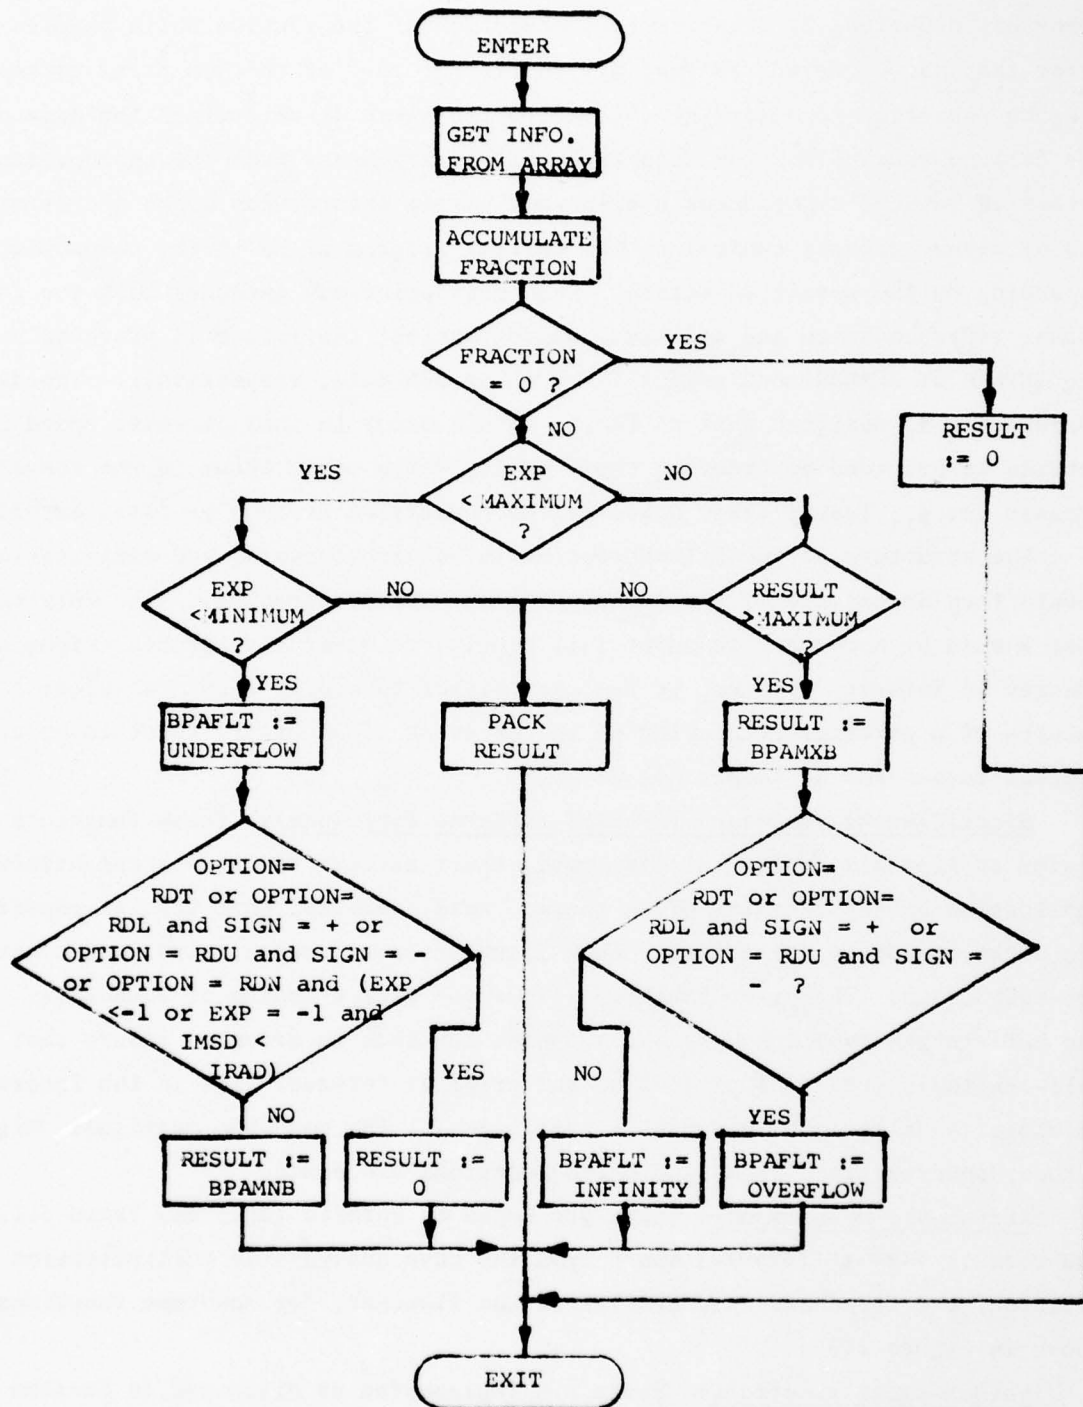 ENTER
GET INFO.
FROM ARRAY
ACCUMULATE
FRACTION
FRACTION
= 0 ?
YES
NO
RESULT
:= 0
YES
EXP
< MAXIMUM
?
NO
EXP
<MINIMUM
?
NO
NO
RESULT
>MAXIMUM
?
YES
YES
BPAFLT :=
UNDERFLOW
PACK
RESULT
RESULT :=
BPAMXB
OPTION=
RDT or OPTION=
RDL and SIGN = + or
OPTION = RDU and SIGN = -
or OPTION = RDN and (EXP
<-1 or EXP = -1 and
IMSD <
IRAD)
OPTION=
RDT or OPTION=
RDL and SIGN = + or
OPTION = RDU and SIGN =
- ?
YES
NO
NO
YES
RESULT :=
BPAMNB
RESULT :=
0
BPAFLT :=
INFINITY
BPAFLT :=
OVERFLOW
EXIT